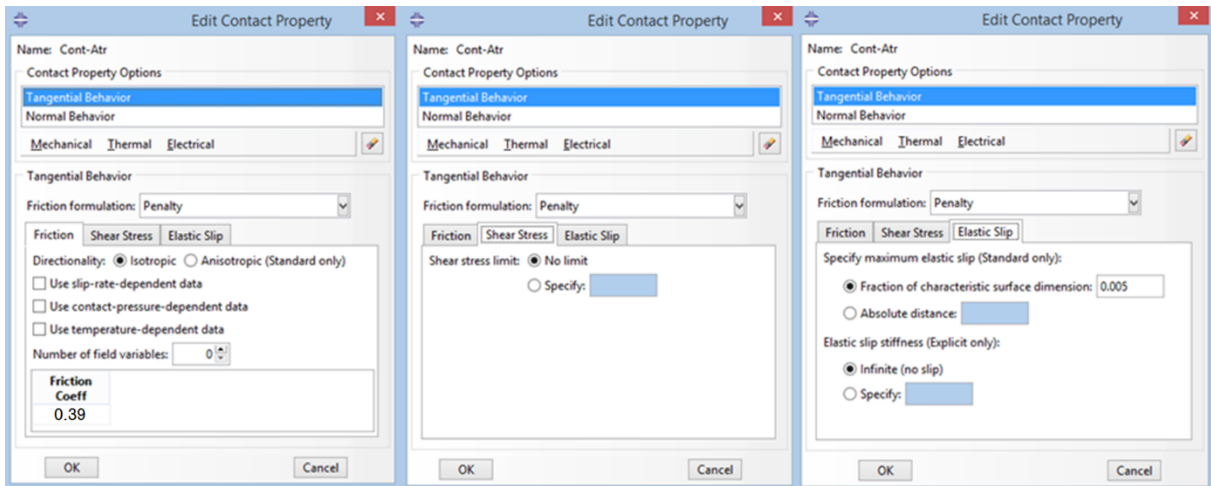 Edit Contact Property
Name: Cont-Atr
Contact Property Options
Tangential Behavior
Normal Behavior
Mechanical Thermal Electrical
Tangential Behavior
Friction formulation: Penalty
Friction Shear Stress Elastic Slip
Directionality: Isotropic Anisotropic (Standard only)
Use slip-rate-dependent data
Use contact-pressure-dependent data
Use temperature-dependent data
Number of field variables: 0
Friction
Coeff
0.39
OK Cancel
Edit Contact Property
Name: Cont-Atr
Contact Property Options
Tangential Behavior
Normal Behavior
Mechanical Thermal Electrical
Tangential Behavior
Friction formulation: Penalty
Friction Shear Stress Elastic Slip
Shear stress limit: No limit
Specify:
OK Cancel
Edit Contact Property
Name: Cont-Atr
Contact Property Options
Tangential Behavior
Normal Behavior
Mechanical Thermal Electrical
Tangential Behavior
Friction formulation: Penalty
Friction Shear Stress Elastic Slip
Specify maximum elastic slip (Standard only):
Fraction of characteristic surface dimension: 0.005
Absolute distance:
Elastic slip stiffness (Explicit only):
Infinite (no slip)
Specify:
OK Cancel